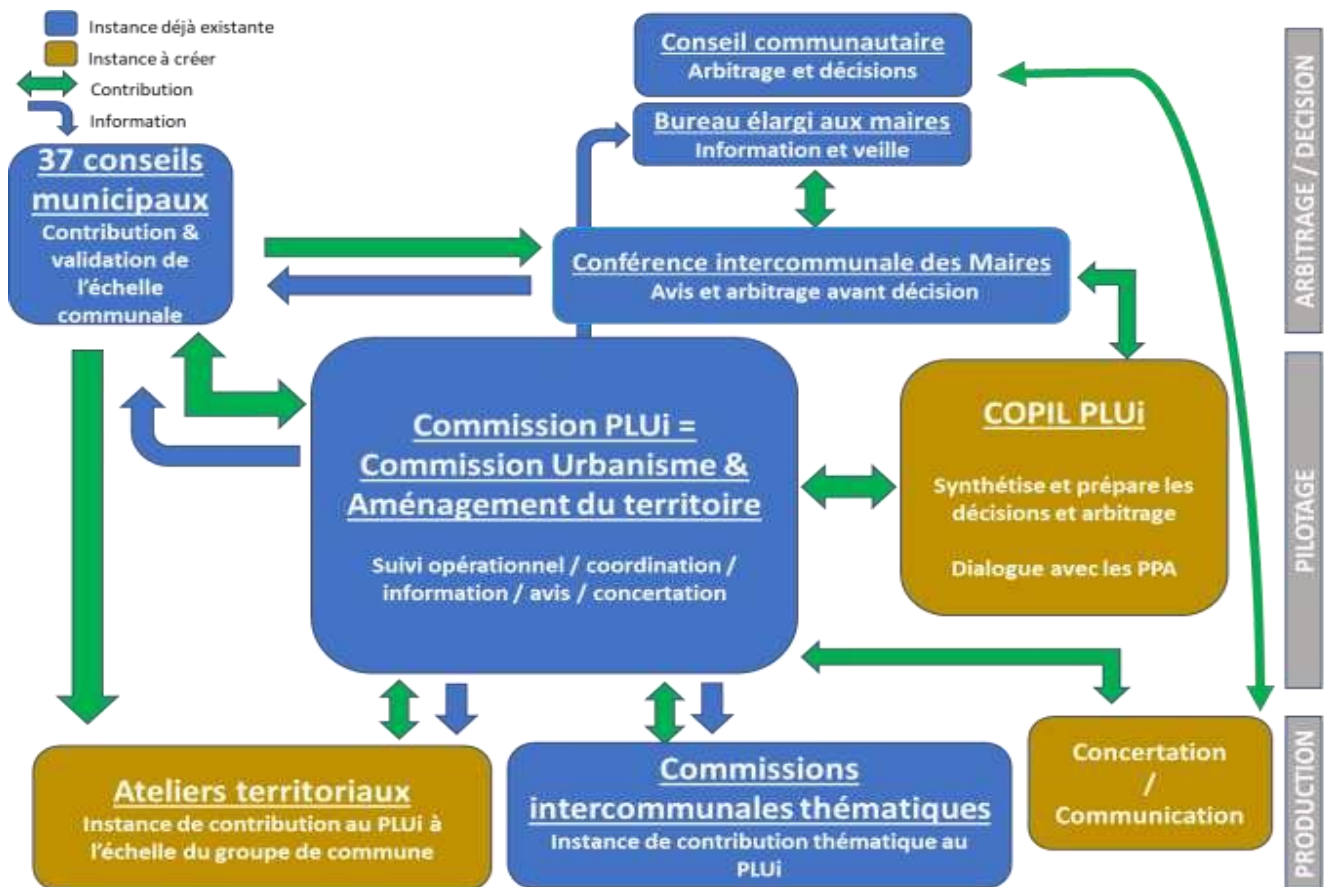 Instance déjà existante
Instance à créer
Contribution
Information
37 conseils
municipaux
Contribution &
validation de
l'échelle
communale
Conseil communautaire
Arbitrage et décisions
Bureau élargi aux maires
Information et veille
Conférence intercommunale des Maires
Avis et arbitrage avant décision
Commission PLUi =
Commission Urbanisme &
Aménagement du territoire
Suivi opérationnel / coordination /
information / avis / concertation
COPIL PLUi
Synthétise et prépare les
décisions et arbitrage
Dialogue avec les PPA
Ateliers territoriaux
Instance de contribution au PLUi à
l'échelle du groupe de commune
Commissions
intercommunales thématiques
Instance de contribution thématique au
PLUi
Concertation
/
Communication
ARBITRAGE / DECISION
PILOTAGE
PRODUCTION